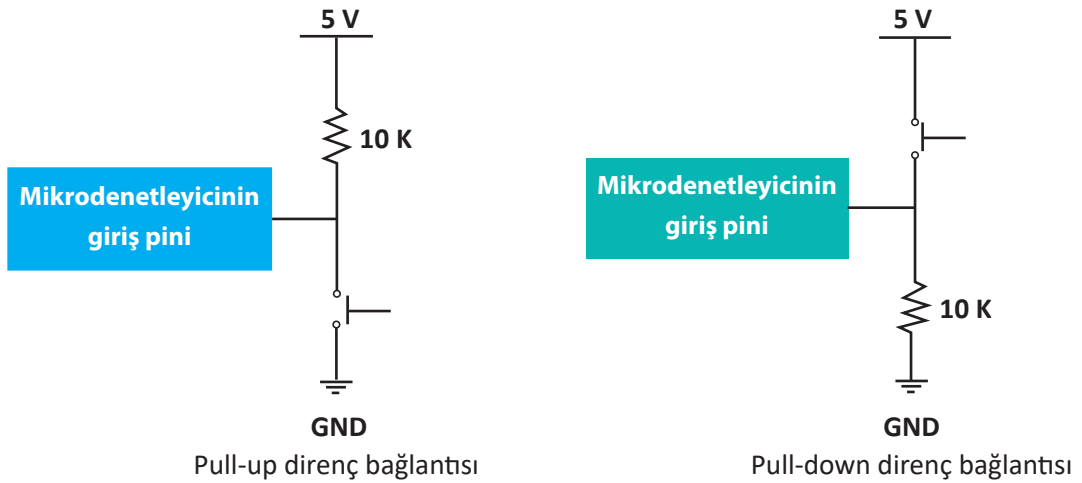 5 V
10 K
Mikrodenetleyicinin
giriş pini
GND
Pull-up direnç bağlantısı
5 V
Mikrodenetleyicinin
giriş pini
10 K
GND
Pull-down direnç bağlantısı